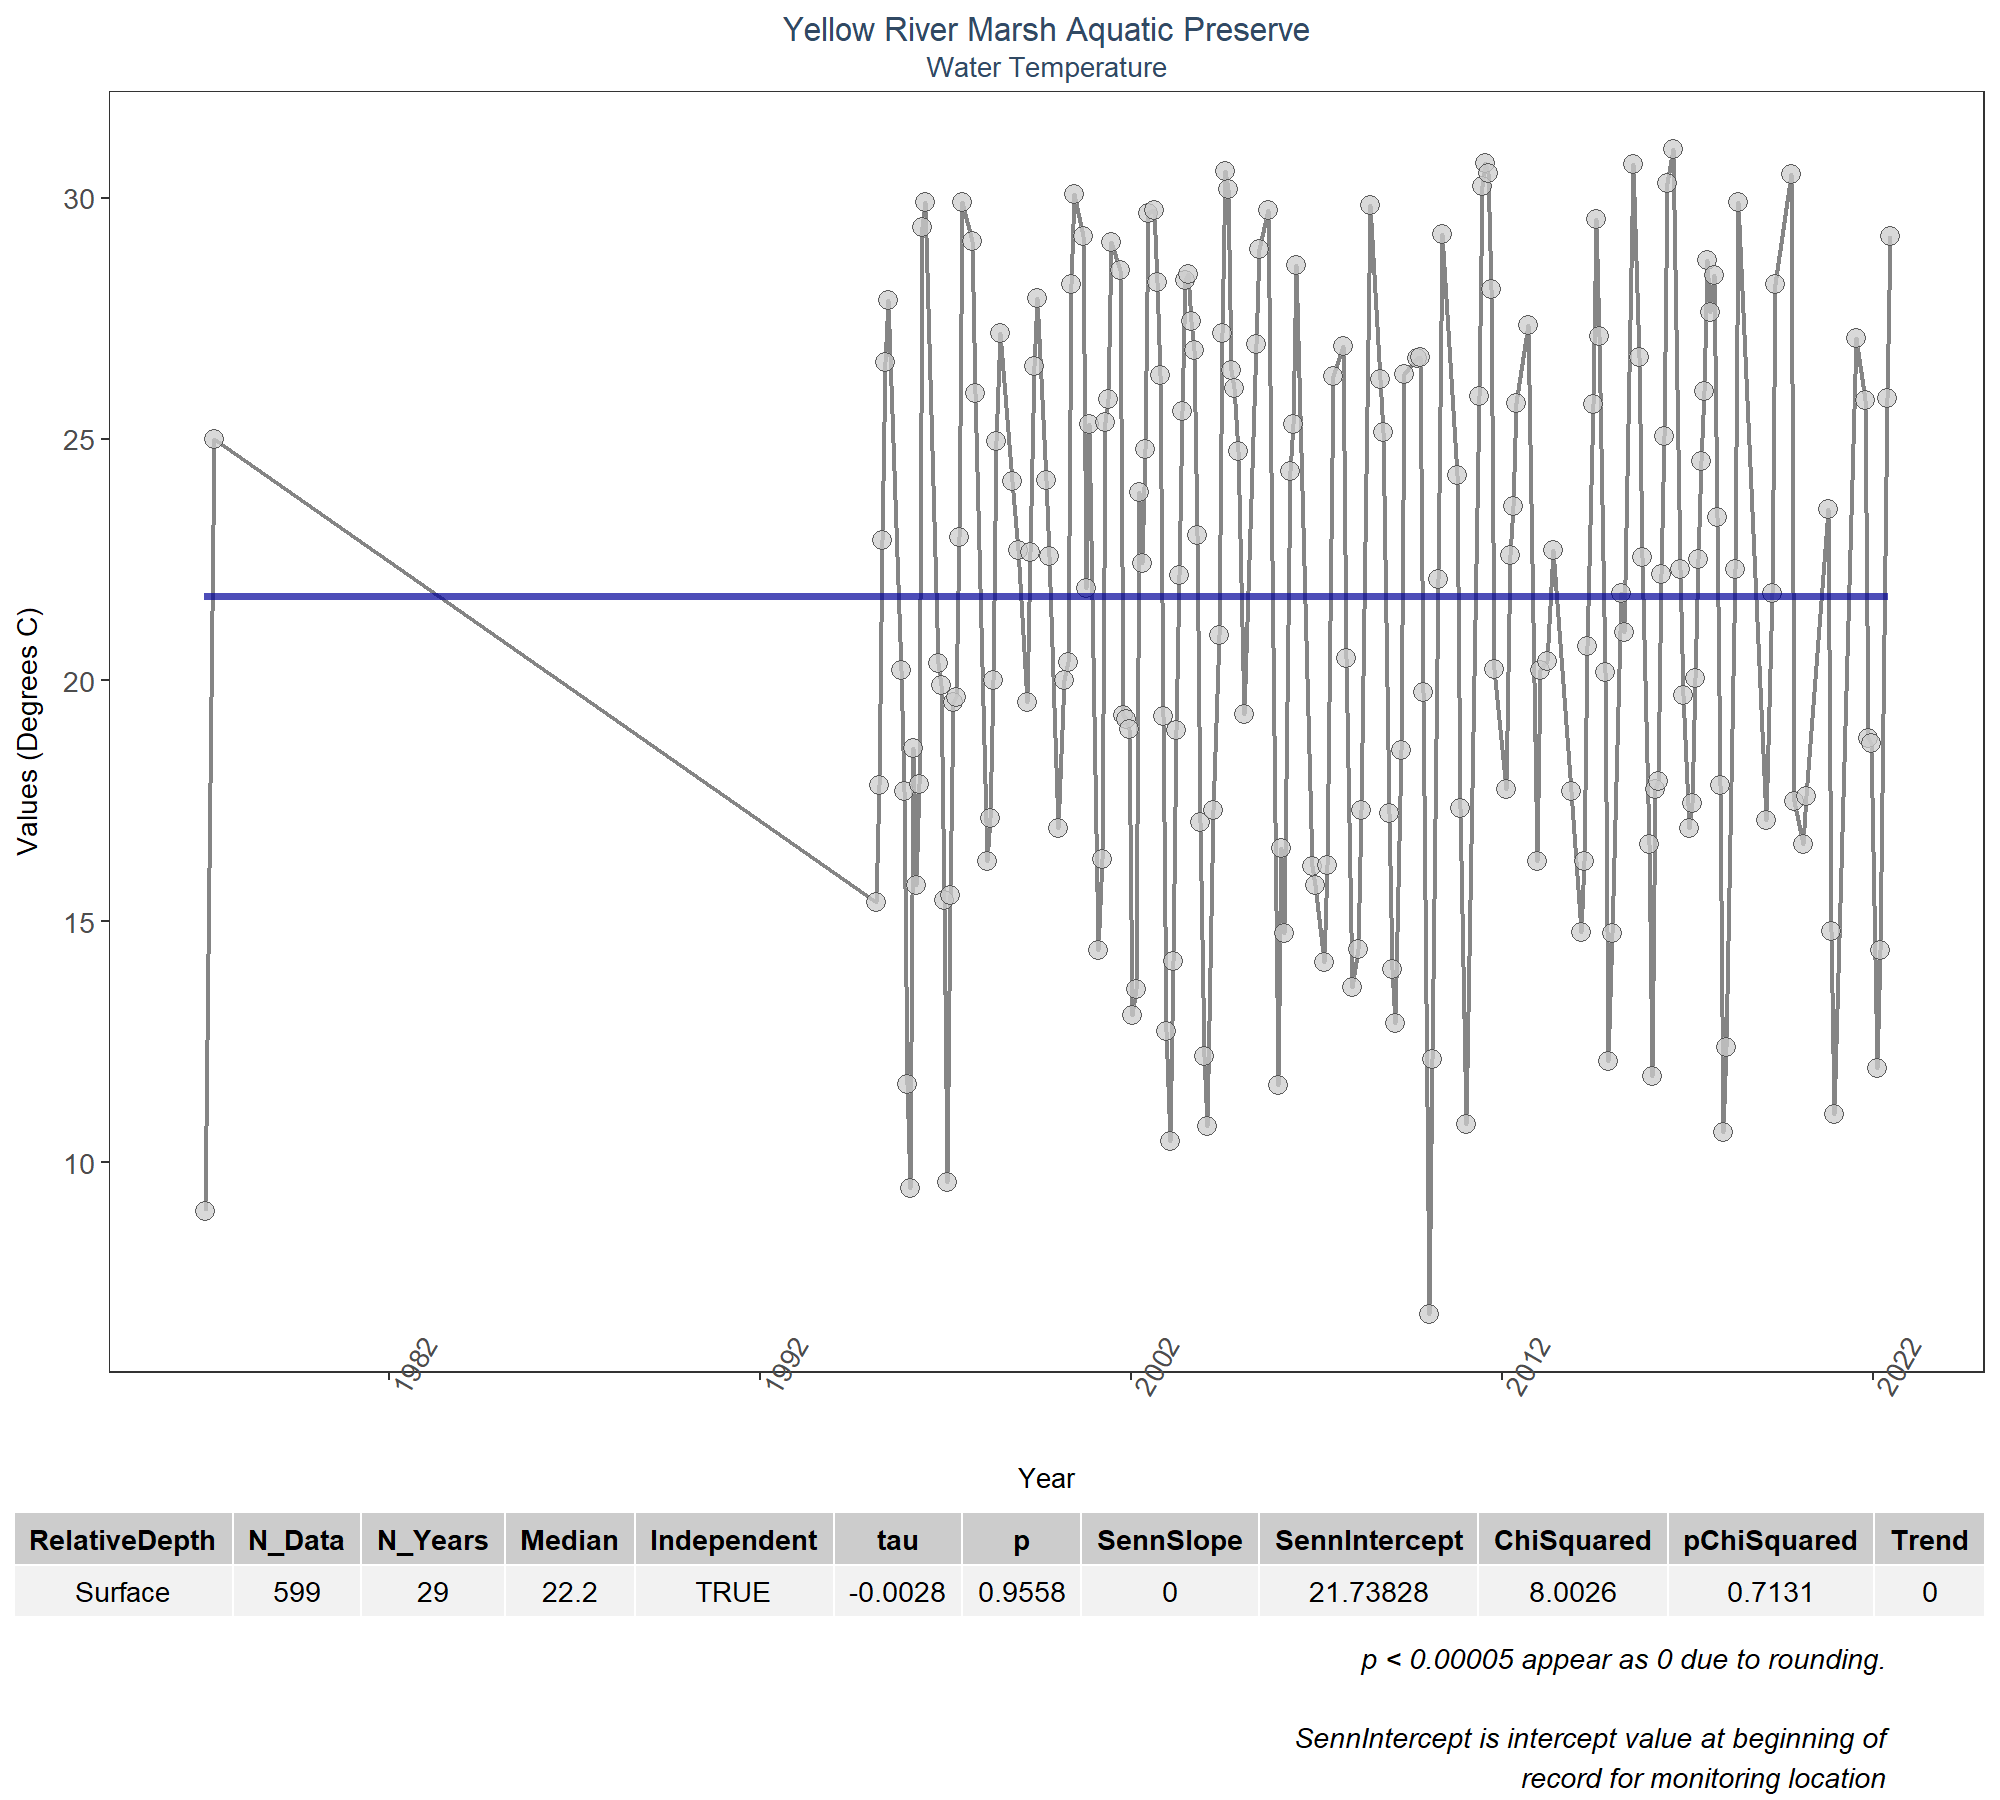 Yellow River Marsh Aquatic Preserve
Water Temperature
Values (Degrees C)
30
25
20
15
10
1982
1992
2002
2012
2022
Year
RelativeDepth N_Data N_Years Median Independent tau p SennSlope SennIntercept ChiSquared pChiSquared Trend
Surface 599 29 22.2 TRUE -0.0028 0.9558 0 21.73828 8.0026 0.7131 0
p < 0.00005 appear as 0 due to rounding.
SennIntercept is intercept value at beginning of
record for monitoring location